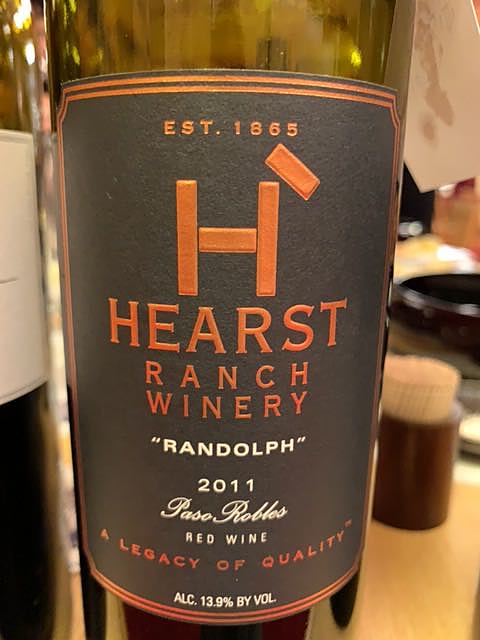 EST. 1865
H
HEARST
RANCH
WINERY
"RANDOLPH"
2011
Paso Robles
RED WINE
A LEGACY OF QUALITY™
ALC. 13.9% BY VOL.